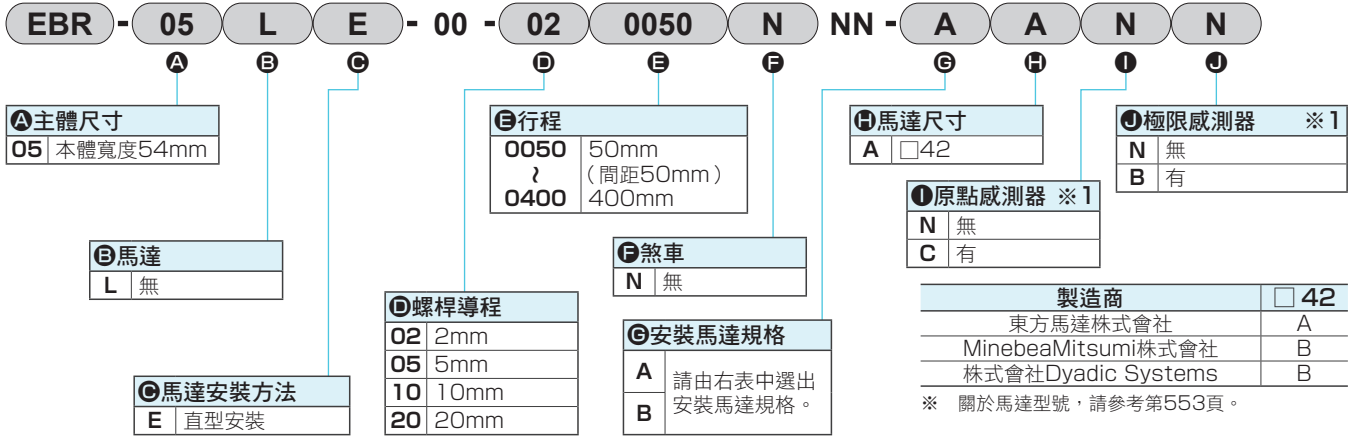 EBR - 05 L E - 00 - 02 0050 N NN - A A N N
Ⓐ Ⓑ Ⓒ Ⓓ Ⓔ Ⓕ Ⓖ Ⓗ Ⓘ Ⓙ
Ⓐ主體尺寸
05 本體寬度54mm
Ⓑ馬達
L 無
Ⓒ馬達安裝方法
E 直型安裝
Ⓓ螺桿導程
02 2mm
05 5mm
10 10mm
20 20mm
Ⓔ行程
0050 50mm
~ (間距50mm)
0400 400mm
Ⓕ煞車
N 無
Ⓖ安裝馬達規格
A 請由右表中選出
B 安裝馬達規格。
Ⓗ馬達尺寸
A □42
Ⓘ原點感測器 ※1
N 無
C 有
Ⓙ極限感測器 ※1
N 無
B 有
製造商 □42
東方馬達株式會社 A
MinebeaMitsumi株式會社 B
株式會社Dyadic Systems B
※ 關於馬達型號,請參考第553頁。